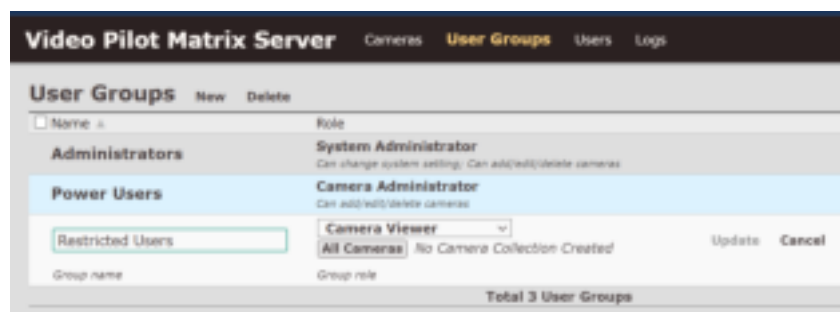 Video Pilot Matrix Server Cameras User Groups Users Logs
User Groups New Delete
Name Role
Administrators System Administrator
Can change system setting; Can add/edit/delete cameras
Power Users Camera Administrator
Can add/edit/delete cameras
Restricted Users Camera Viewer
All Cameras No Camera Collection Created Update Cancel
Group name Group role
Total 3 User Groups